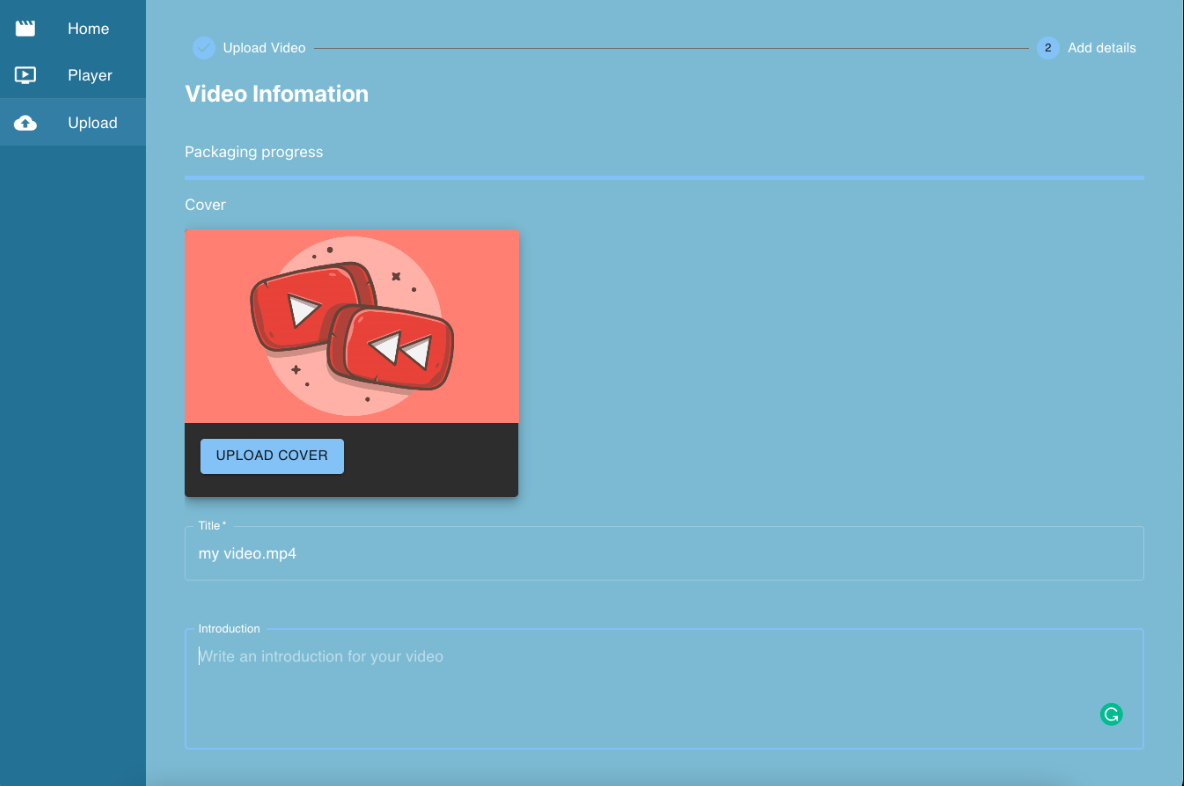 Home
Player
Upload
Upload Video
2 Add details
Video Infomation
Packaging progress
Cover
UPLOAD COVER
Title *
my video.mp4
Introduction
Write an introduction for your video